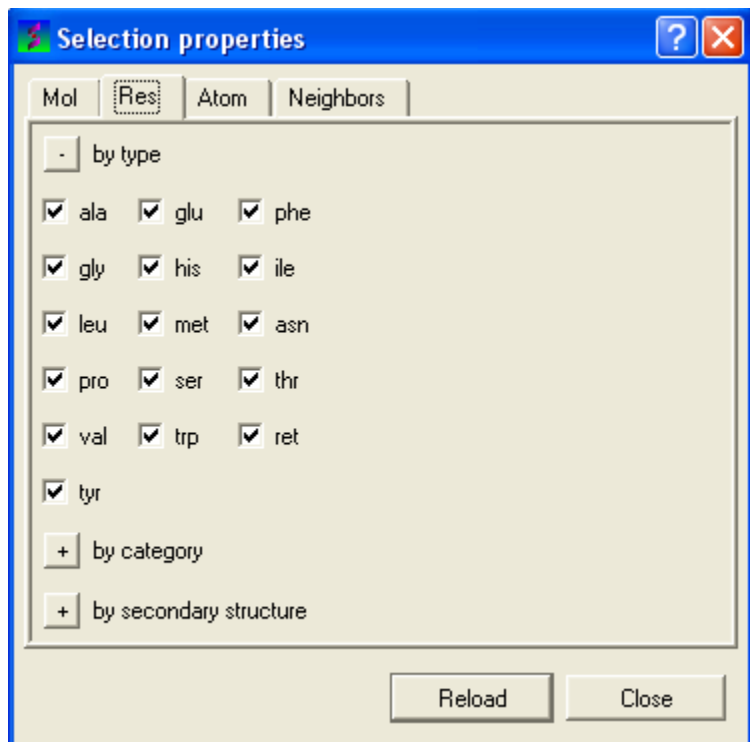 Selection properties
Mol Res Atom Neighbors
- by type
ala glu phe
gly his ile
leu met asn
pro ser thr
val trp ret
tyr
+ by category
+ by secondary structure
Reload Close